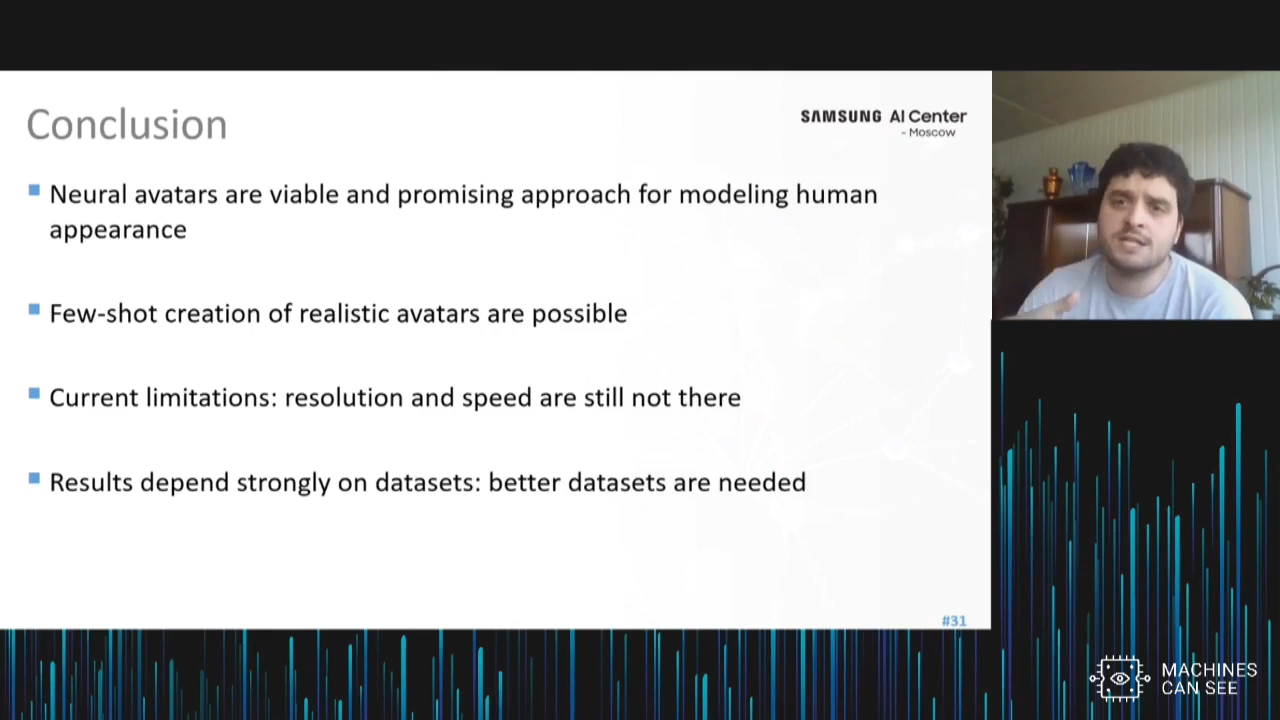 Conclusion
SAMSUNG AI Center
- Moscow
Neural avatars are viable and promising approach for modeling human
appearance
Few-shot creation of realistic avatars are possible
Current limitations: resolution and speed are still not there
Results depend strongly on datasets: better datasets are needed
#31
MACHINES
CAN SEE